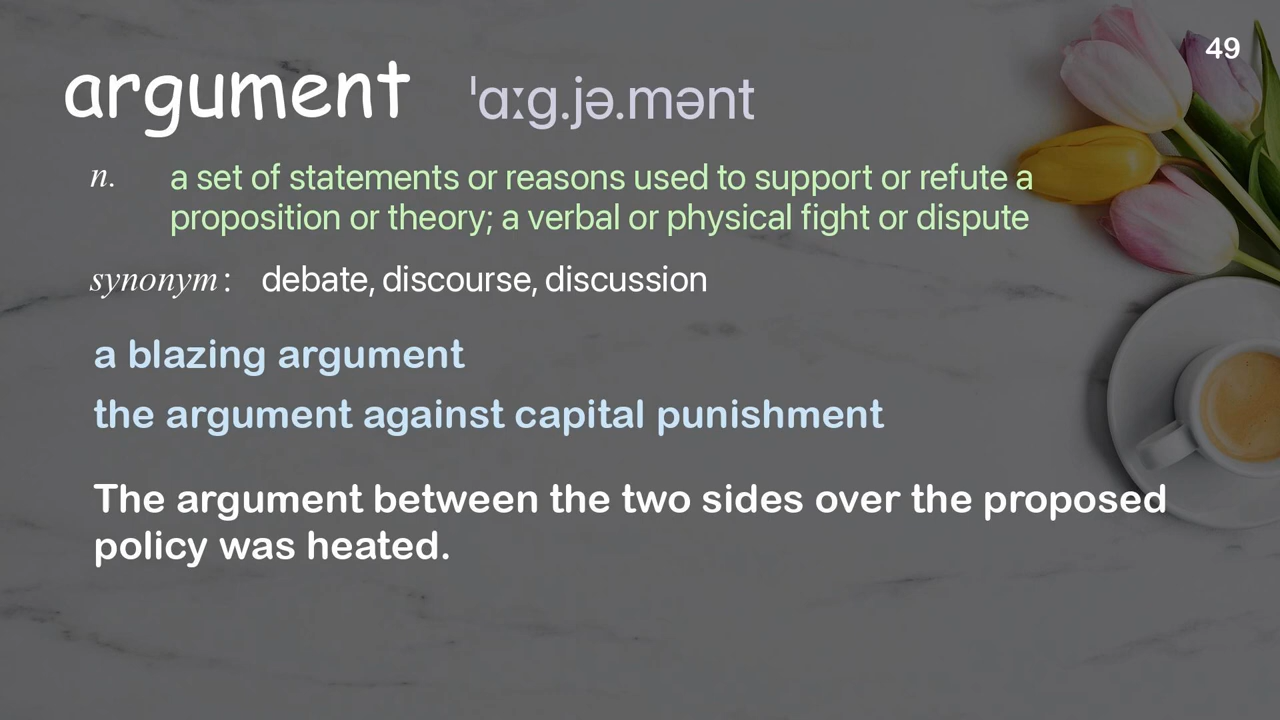 49
argument ˈɑːɡ.jə.mənt
n. a set of statements or reasons used to support or refute a
proposition or theory; a verbal or physical fight or dispute
synonym: debate, discourse, discussion
a blazing argument
the argument against capital punishment
The argument between the two sides over the proposed
policy was heated.